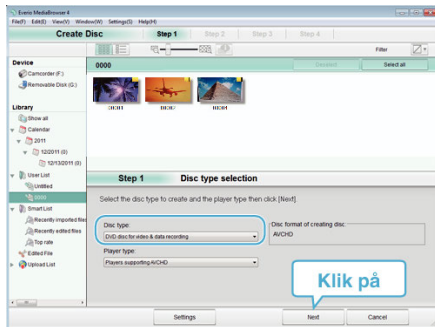 Everio MediaBrowser 4
File(F) Edit(E) View(V) Window(W) Settings(S) Help(H)
Create Disc
Step 1
Step 2
Step 3
Step 4
Filter
Device
Camcorder (F:)
Removable Disk (G:)
0000
Select all
00001
00002
00004
Library
Show all
Calendar
2011
12/2011 (0)
12/13/2011 (0)
User List
Untitled
0000
Smart List
Recently imported files
Recently edited files
Top rate
Edited File
Upload List
Step 1
Disc type selection
Select the disc type to create and the player type then click [Next].
Disc type:
DVD disc for video & data recording
Player type:
Players supporting AVCHD
Disc format of creating disc
AVCHD
Klik på
Settings
Next
Cancel